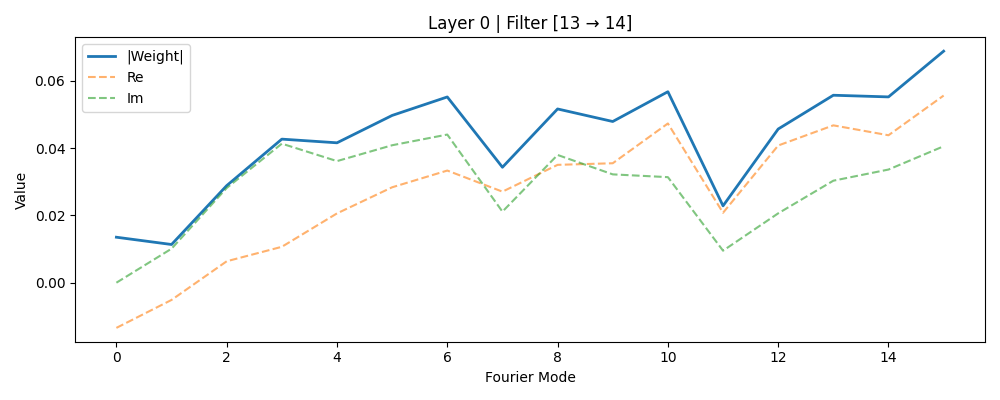 Layer 0 | Filter [13 → 14]
|Weight|
Re
Im
Value
0.06
0.04
0.02
0.00
0 2 4 6 8 10 12 14
Fourier Mode